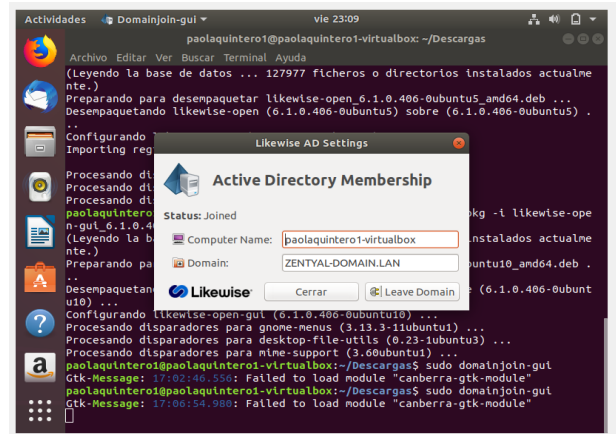 Actividades Domainjoin-gui ▾ vie 23:09
paolaquintero1@paolaquintero1-virtualbox: ~/Descargas
Archivo Editar Ver Buscar Terminal Ayuda
(Leyendo la base de datos ... 127977 ficheros o directorios instalados actualme
nte.)
Preparando para desempaquetar likewise-open_6.1.0.406-0ubuntu5_amd64.deb ...
Desempaquetando likewise-open (6.1.0.406-0ubuntu5) sobre (6.1.0.406-0ubuntu5) .
..
Configurando
Importing reg
Procesando di
Procesando di
Procesando di
paolaquintero pkg -i likewise-ope
n-gui_6.1.0.4
(Leyendo la b nstalados actualme
nte.)
Preparando pa untu10_amd64.deb .
..
Desempaquetan (6.1.0.406-0ubunt
u10) ...
Likewise AD Settings
Active Directory Membership
Status: Joined
Computer Name: paolaquintero1-virtualbox
Domain: ZENTYAL-DOMAIN.LAN
Likewise Cerrar Leave Domain
Configurando likewise-open-gui (6.1.0.406-0ubuntu10) ...
Procesando disparadores para gnome-menus (3.13.3-11ubuntu1) ...
Procesando disparadores para desktop-file-utils (0.23-1ubuntu3) ...
Procesando disparadores para mime-support (3.60ubuntu1) ...
paolaquintero1@paolaquintero1-virtualbox:~/Descargas$ sudo domainjoin-gui
Gtk-Message: 17:02:46.556: Failed to load module "canberra-gtk-module"
paolaquintero1@paolaquintero1-virtualbox:~/Descargas$ sudo domainjoin-gui
Gtk-Message: 17:06:54.980: Failed to load module "canberra-gtk-module"